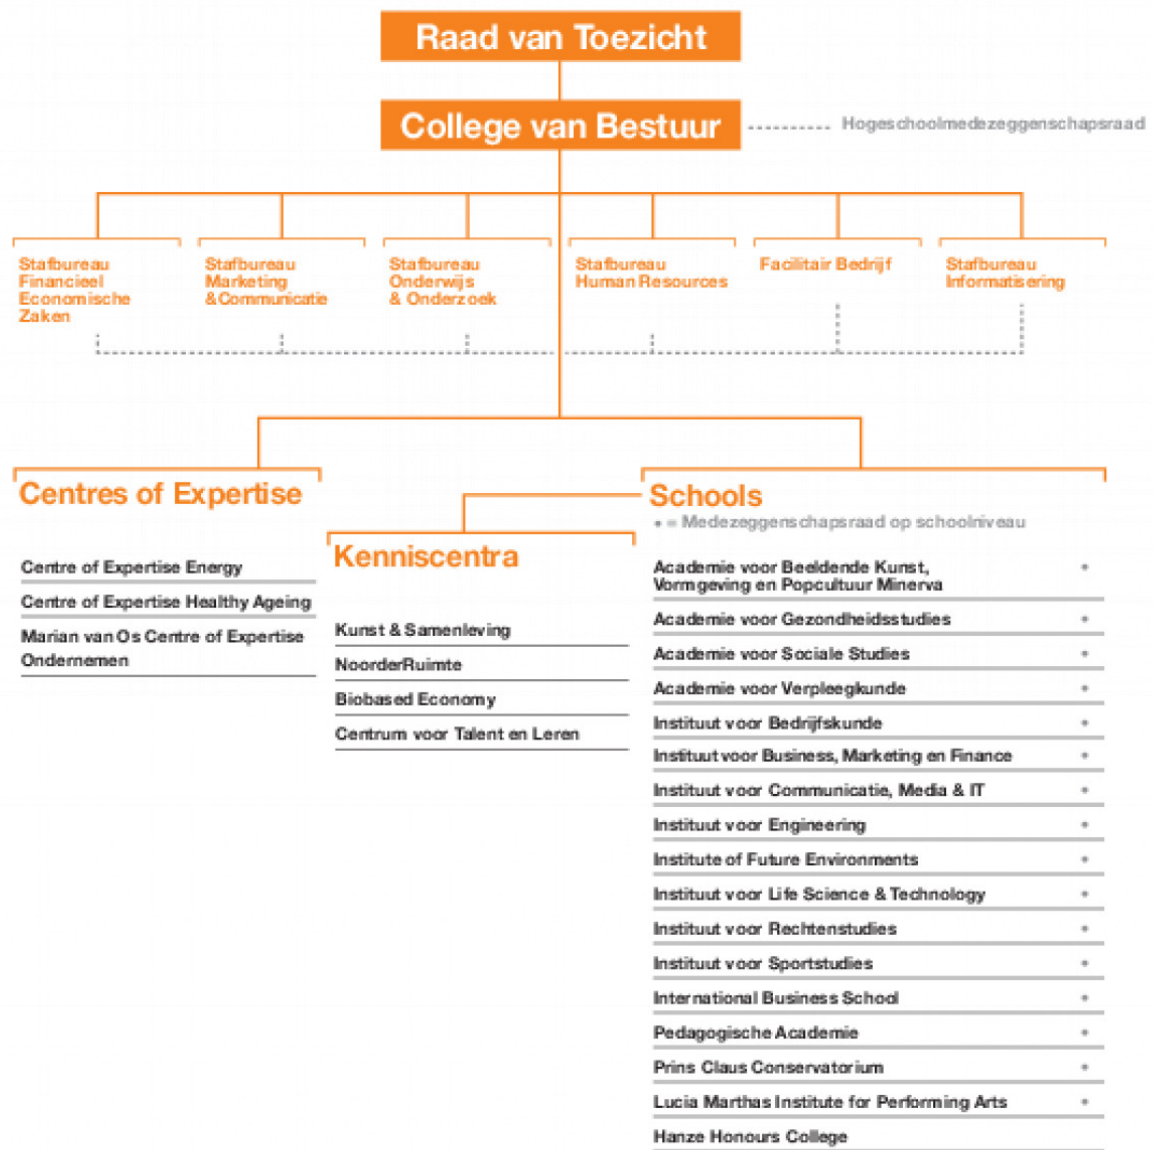 Raad van Toezicht
College van Bestuur
Hogeschoolmedezeggenschapsraad
Stafbureau
Financieel
Economische
Zaken
Stafbureau
Marketing
&Communicatie
Stafbureau
Onderwijs
& Onderzoek
Stafbureau
Human Resources
Facilitair Bedrijf
Stafbureau
Informatisering
Centres of Expertise
Centre of Expertise Energy
Centre of Expertise Healthy Ageing
Marian van Os Centre of Expertise
Ondernemen
Kenniscentra
Kunst & Samenleving
NoorderRuimte
Biobased Economy
Centrum voor Talent en Leren
Schools
• = Medezeggenschapsraad op schoolniveau
Academie voor Beeldende Kunst,
Vormgeving en Popcultuur Minerva •
Academie voor Gezondheidsstudies •
Academie voor Sociale Studies •
Academie voor Verpleegkunde •
Instituut voor Bedrijfskunde •
Instituut voor Business, Marketing en Finance •
Instituut voor Communicatie, Media & IT •
Instituut voor Engineering •
Institute of Future Environments •
Instituut voor Life Science & Technology •
Instituut voor Rechtenstudies •
Instituut voor Sportstudies •
International Business School •
Pedagogische Academie •
Prins Claus Conservatorium •
Lucia Marthas Institute for Performing Arts •
Hanze Honours College